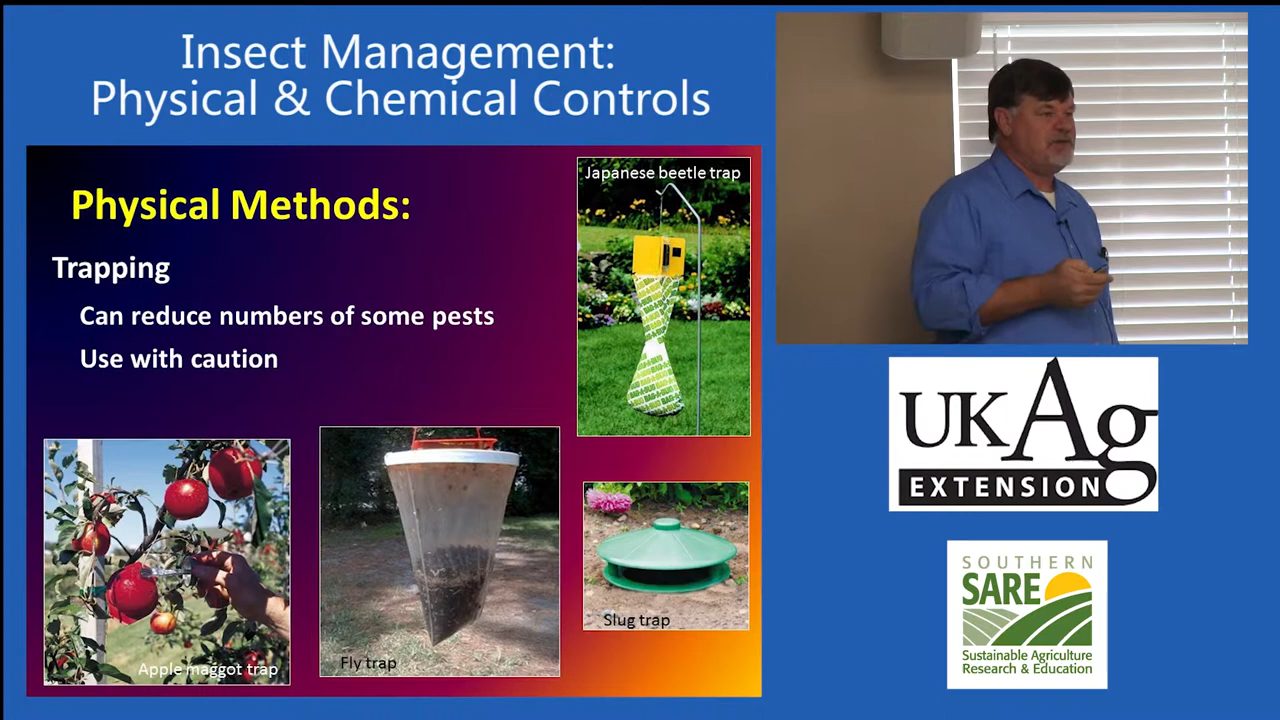 Insect Management:
Physical & Chemical Controls
Physical Methods:
Trapping
Can reduce numbers of some pests
Use with caution
Japanese beetle trap
Apple maggot trap
Fly trap
Slug trap
UKAg
EXTENSION
SOUTHERN
SARE
Sustainable Agriculture
Research & Education